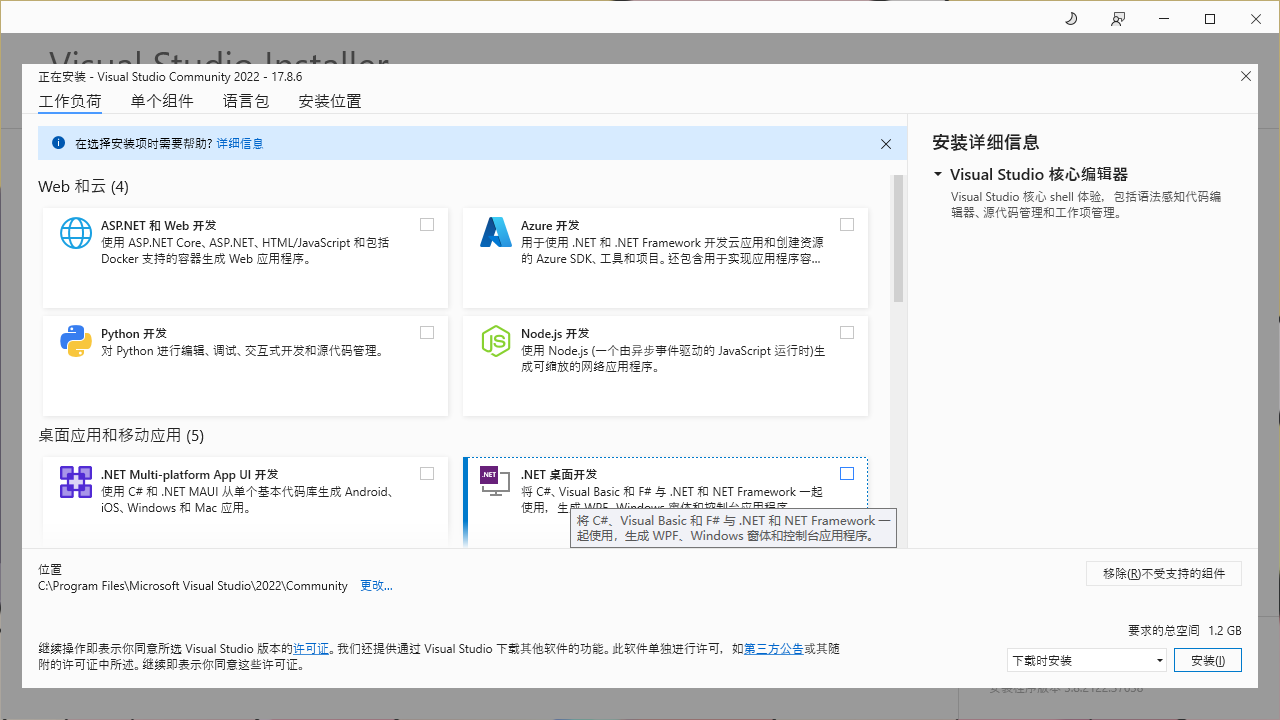 Visual Studio Installer
正在安装 - Visual Studio Community 2022 - 17.8.6
工作负荷 单个组件 语言包 安装位置
在选择安装项时需要帮助? 详细信息
Web 和云 (4)
ASP.NET 和 Web 开发
使用 ASP.NET Core、ASP.NET、HTML/JavaScript 和包括
Docker 支持的容器生成 Web 应用程序。
Azure 开发
用于使用 .NET 和 .NET Framework 开发云应用和创建资源
的 Azure SDK、工具和项目。还包含用于实现应用程序容...
Python 开发
对 Python 进行编辑、调试、交互式开发和源代码管理。
Node.js 开发
使用 Node.js (一个由异步事件驱动的 JavaScript 运行时)生
成可缩放的网络应用程序。
桌面应用和移动应用 (5)
.NET Multi-platform App UI 开发
使用 C# 和 .NET MAUI 从单个基本代码库生成 Android、
iOS、Windows 和 Mac 应用。
.NET
.NET 桌面开发
将 C#、Visual Basic 和 F# 与 .NET 和 NET Framework 一起
使用，生成 WPF、Windows 窗体和控制台应用程序。
将 C#、Visual Basic 和 F# 与 .NET 和 NET Framework 一
起使用，生成 WPF、Windows 窗体和控制台应用程序。
安装详细信息
Visual Studio 核心编辑器
Visual Studio 核心 shell 体验，包括语法感知代码编
辑器、源代码管理和工作项管理。
位置
C:\Program Files\Microsoft Visual Studio\2022\Community 更改...
移除(R)不受支持的组件
要求的总空间 1.2 GB
继续操作即表示你同意所选 Visual Studio 版本的许可证。我们还提供通过 Visual Studio 下载其他软件的功能。此软件单独进行许可，如第三方公告或其随
附的许可证中所述。继续即表示你同意这些许可证。
下载时安装 安装(I)
安装程序版本